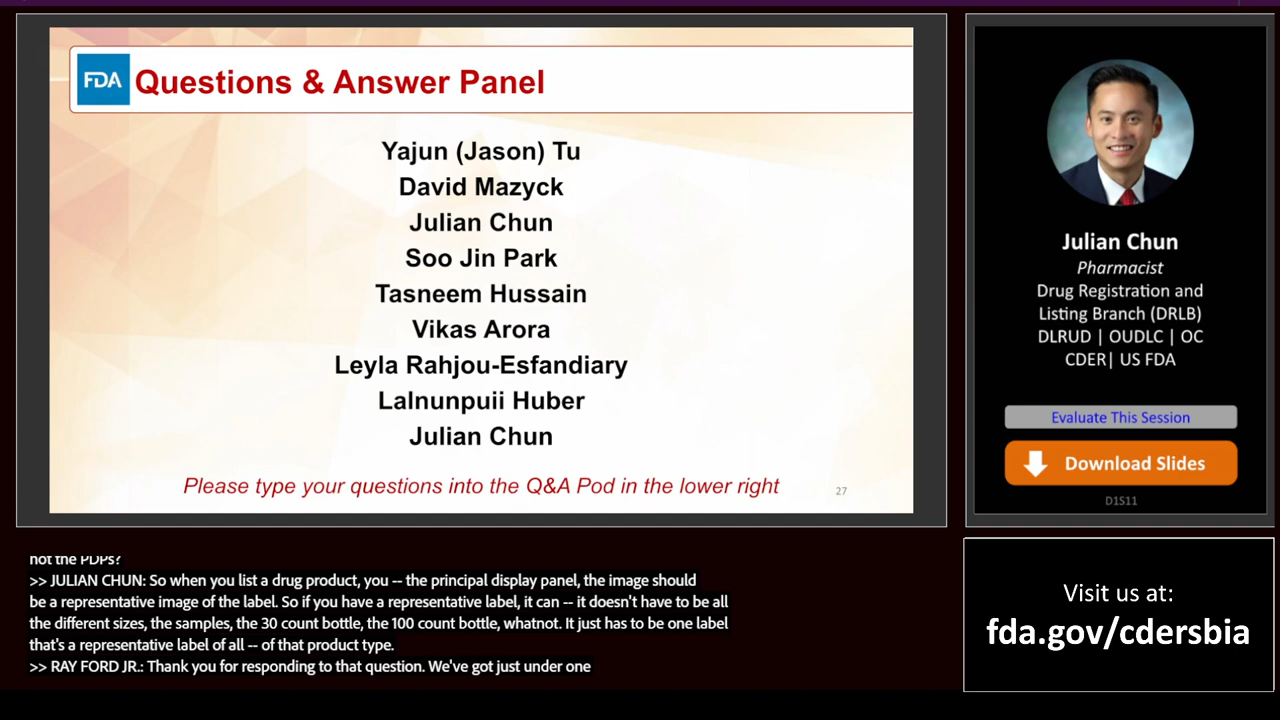 FDA Questions & Answer Panel
Yajun (Jason) Tu
David Mazyck
Julian Chun
Soo Jin Park
Tasneem Hussain
Vikas Arora
Leyla Rahjou-Esfandiary
Lalnunpuii Huber
Julian Chun
Please type your questions into the Q&A Pod in the lower right
27
Julian Chun
Pharmacist
Drug Registration and
Listing Branch (DRLB)
DLRUD | OUDLC | OC
CDER| US FDA
Evaluate This Session
Download Slides
D1S11
not the PDPs?
>> JULIAN CHUN: So when you list a drug product, you -- the principal display panel, the image should
be a representative image of the label. So if you have a representative label, it can -- it doesn't have to be all
the different sizes, the samples, the 30 count bottle, the 100 count bottle, whatnot. It just has to be one label
that's a representative label of all -- of that product type.
>> RAY FORD JR.: Thank you for responding to that question. We've got just under one
Visit us at:
fda.gov/cdersbia